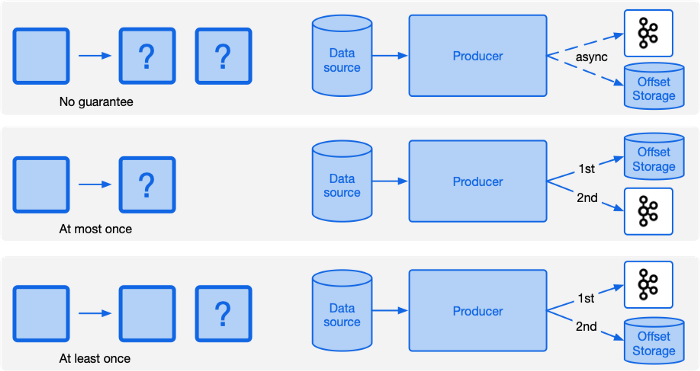 ?
?
No guarantee
Data
source
Producer
async
Offset
Storage
?
At most once
Data
source
Producer
1st
2nd
Offset
Storage
?
At least once
Data
source
Producer
1st
2nd
Offset
Storage